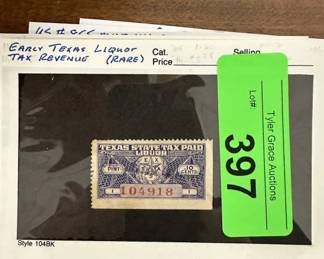 EARLY TEXAS LIQUOR
TAX REVENUE (RARE)
Cat.
Price
Selling
Lot#:
397
Tyler Grace Auctions
TEXAS STATE TAX PAID
LIQUOR
PINT
CENTS
104918
Style 104BK